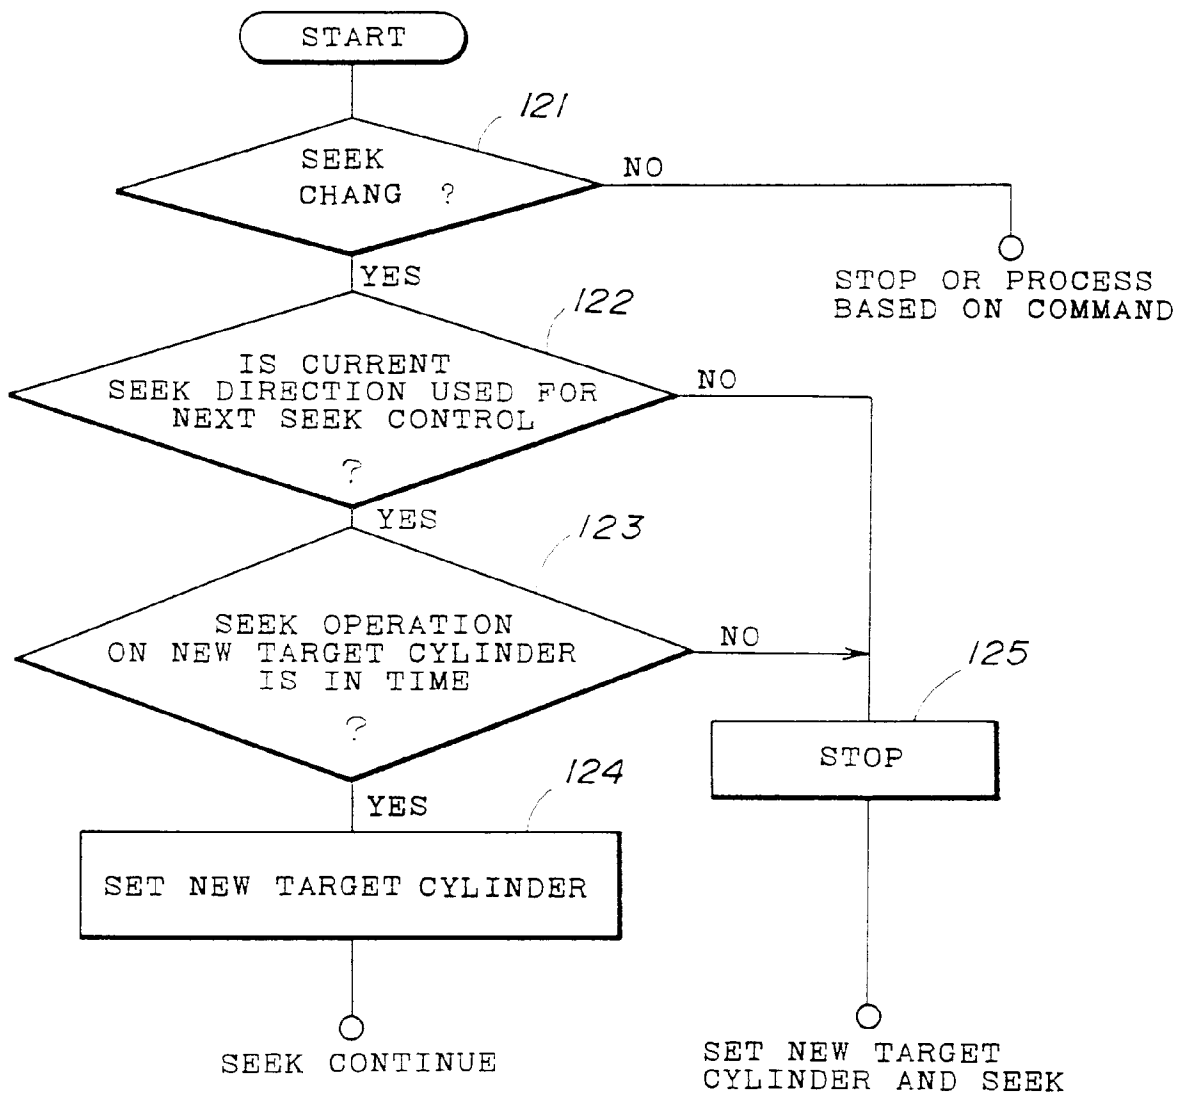 START
121
SEEK
CHANG ?
NO
YES
STOP OR PROCESS
BASED ON COMMAND
122
IS CURRENT
SEEK DIRECTION USED FOR
NEXT SEEK CONTROL
?
NO
YES
123
SEEK OPERATION
ON NEW TARGET CYLINDER
IS IN TIME
?
NO
YES
125
STOP
124
SET NEW TARGET CYLINDER
SEEK CONTINUE
SET NEW TARGET
CYLINDER AND SEEK